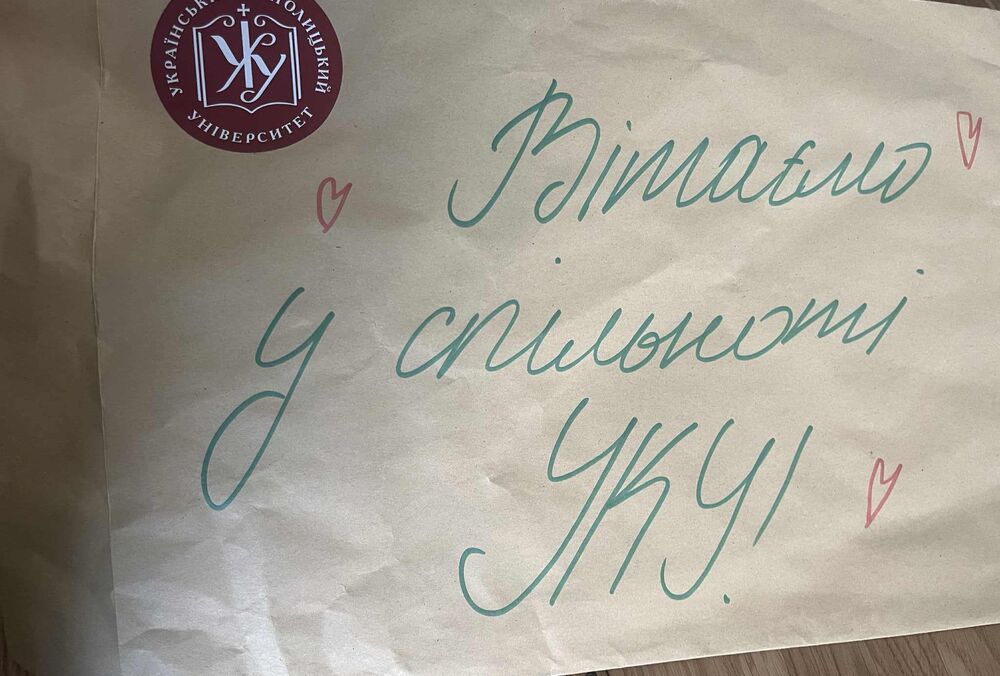 УКРАЇНСЬКИЙ КАТОЛИЦЬКИЙ
УНІВЕРСИТЕТ
УКУ
Вітаємо
у спільноті
УКУ!